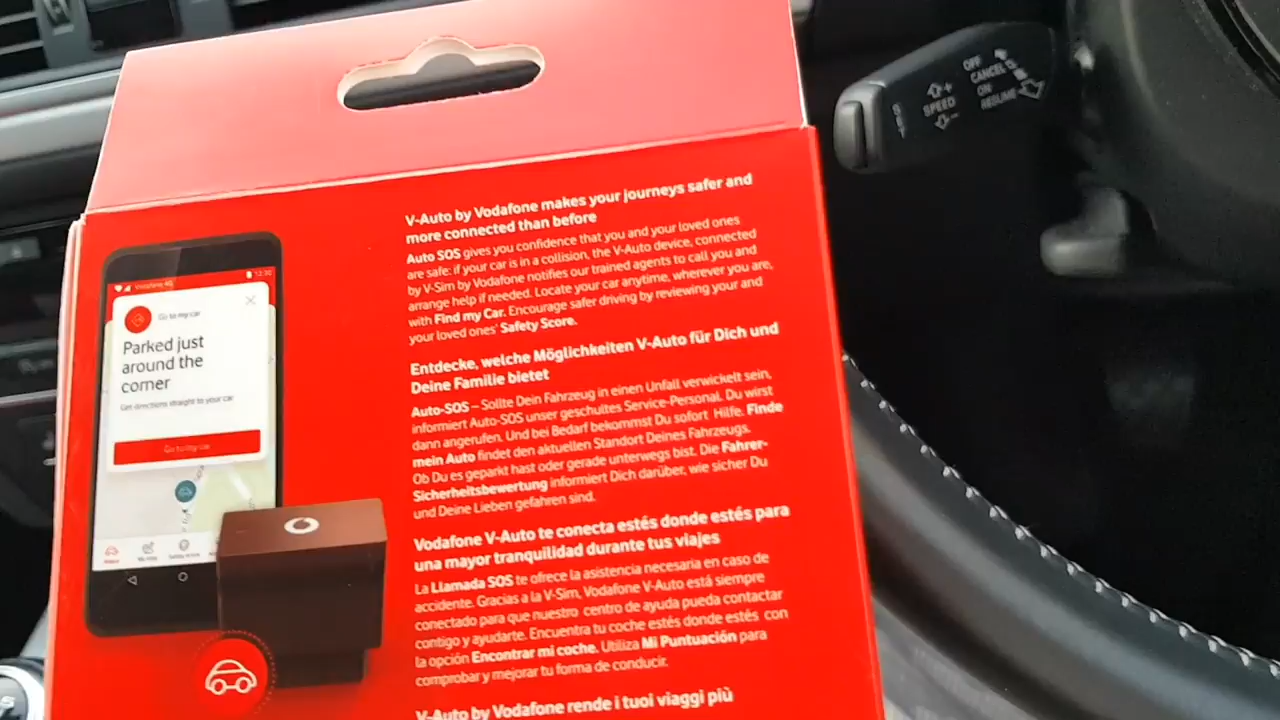 OFF
CANCEL
ON
RESUME
SPEED
+
-
V-Auto by Vodafone makes your journeys safer and
more connected than before
Auto SOS gives you confidence that you and your loved ones
are safe: if your car is in a collision, the V-Auto device, connected
by V-Sim by Vodafone notifies our trained agents to call you and
arrange help if needed. Locate your car anytime, wherever you are,
with Find my Car. Encourage safer driving by reviewing your and
your loved ones' Safety Score.
Entdecke, welche Möglichkeiten V-Auto für Dich und
Deine Familie bietet
Auto-SOS – Sollte Dein Fahrzeug in einen Unfall verwickelt sein,
informiert Auto-SOS unser geschultes Service-Personal. Du wirst
dann angerufen. Und bei Bedarf bekommst Du sofort Hilfe. Finde
mein Auto findet den aktuellen Standort Deines Fahrzeugs.
Ob Du es geparkt hast oder gerade unterwegs bist. Die Fahrer-
Sicherheitsbewertung informiert Dich darüber, wie sicher Du
und Deine Lieben gefahren sind.
Vodafone V-Auto te conecta estés donde estés para
una mayor tranquilidad durante tus viajes
La Llamada SOS te ofrece la asistencia necesaria en caso de
accidente. Gracias a la V-Sim, Vodafone V-Auto está siempre
conectado para que nuestro centro de ayuda pueda contactar
contigo y ayudarte. Encuentra tu coche estés donde estés con
la opción Encontrar mi coche. Utiliza Mi Puntuación para
comprobar y mejorar tu forma de conducir.
V-Auto by Vodafone rende i tuoi viaggi più
Vodafone 4G
12:30
Go to my car
Parked just
around the
corner
Get directions straight to your car
Go to my car